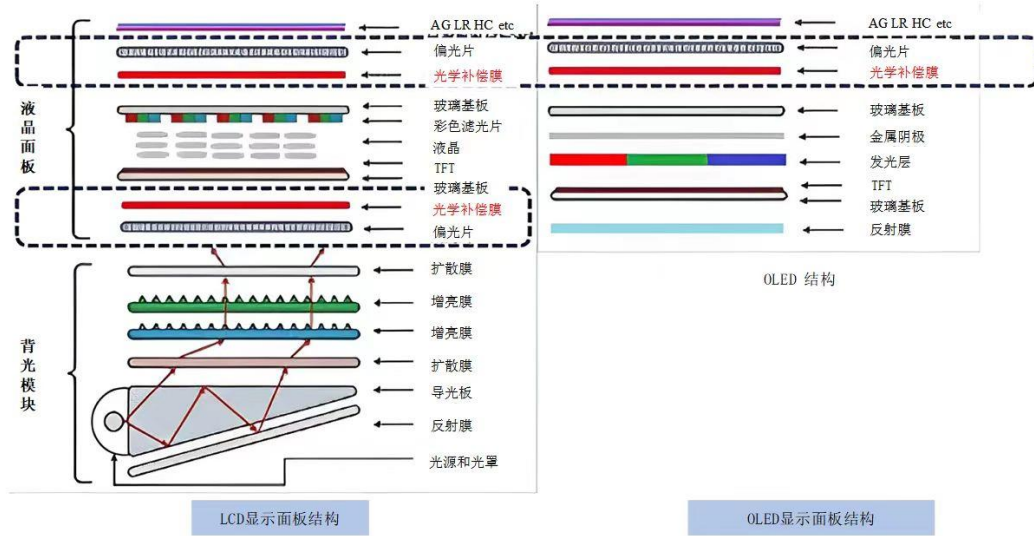 AG LR HC etc
偏光片
光学补偿膜
玻璃基板
彩色滤光片
液晶
TFT
玻璃基板
光学补偿膜
偏光片
液晶面板
扩散膜
增亮膜
增亮膜
扩散膜
导光板
反射膜
光源和光罩
背光模块
LCD显示面板结构
AG LR HC etc
偏光片
光学补偿膜
玻璃基板
金属阴极
发光层
TFT
玻璃基板
反射膜
OLED 结构
OLED显示面板结构